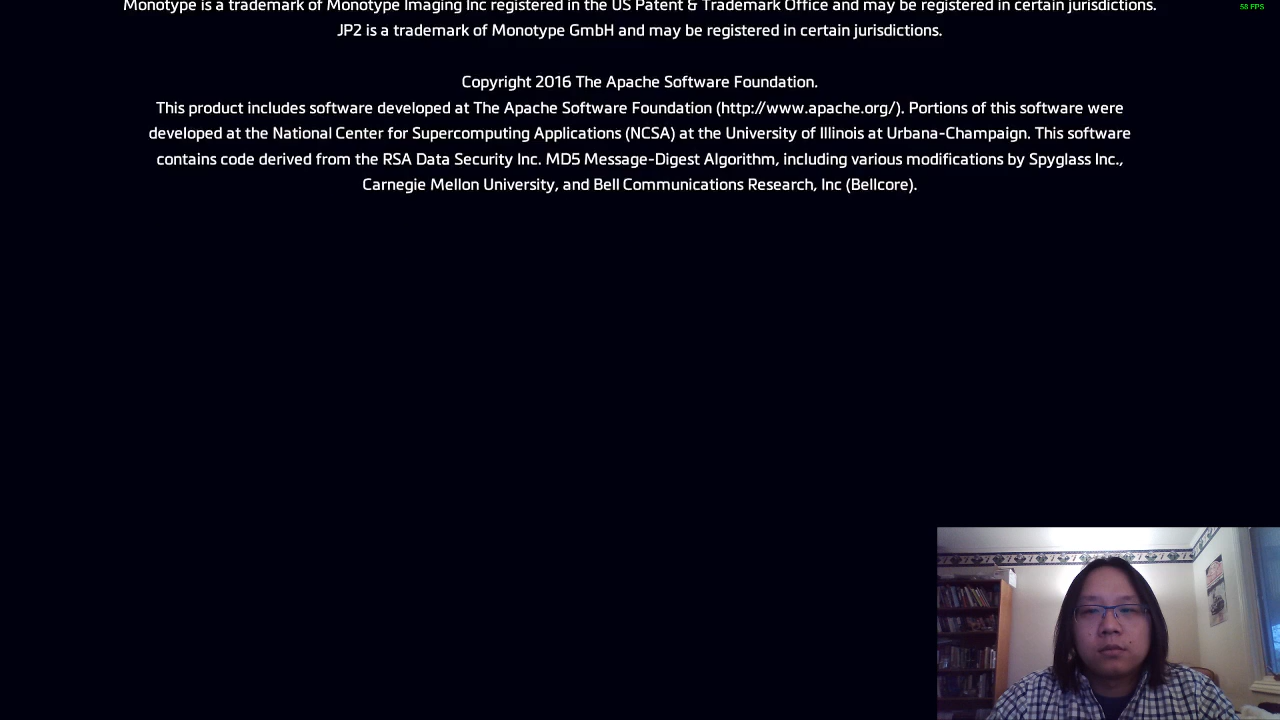 58 FPS
Monotype is a trademark of Monotype Imaging Inc registered in the US Patent & Trademark Office and may be registered in certain jurisdictions.
JP2 is a trademark of Monotype GmbH and may be registered in certain jurisdictions.
Copyright 2016 The Apache Software Foundation.
This product includes software developed at The Apache Software Foundation (http://www.apache.org/). Portions of this software were
developed at the National Center for Supercomputing Applications (NCSA) at the University of Illinois at Urbana-Champaign. This software
contains code derived from the RSA Data Security Inc. MD5 Message-Digest Algorithm, including various modifications by Spyglass Inc.,
Carnegie Mellon University, and Bell Communications Research, Inc (Bellcore).